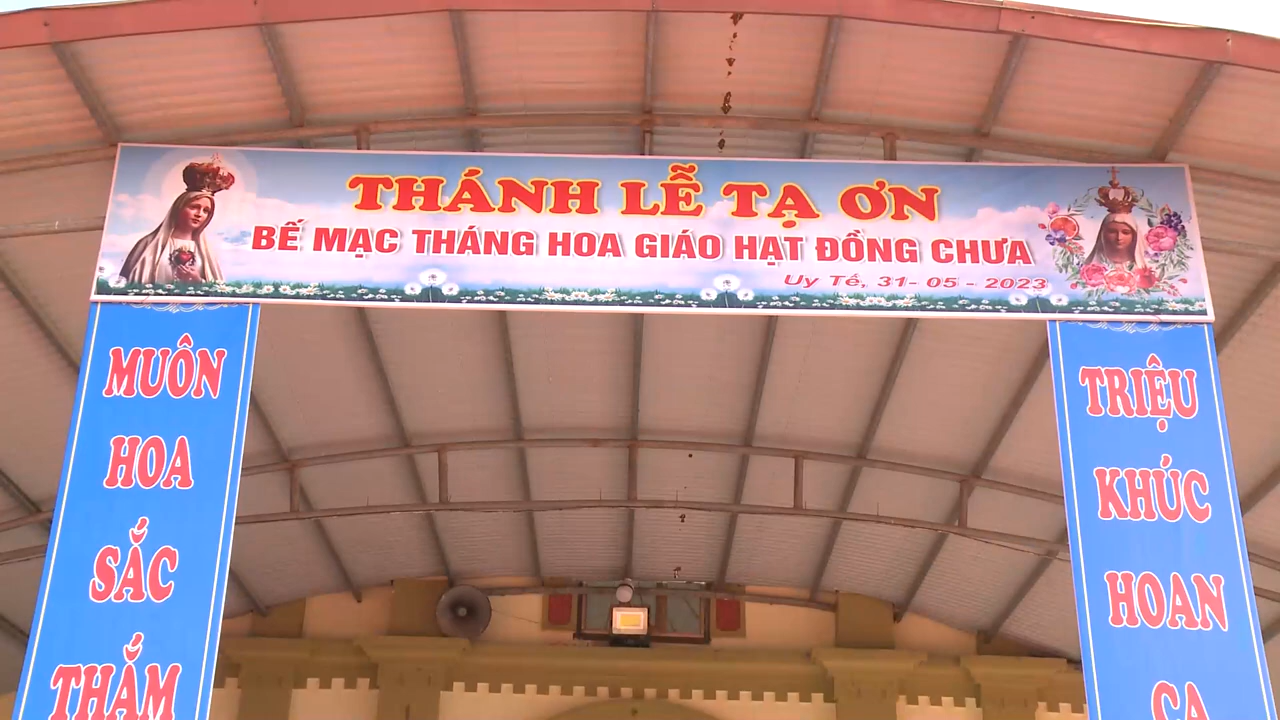 THÁNH LỄ TẠ ƠN
BẾ MẠC THÁNG HOA GIÁO HẠT ĐỒNG CHƯA
Uy Tế, 31- 05 - 2023
MUÔN
HOA
SẮC
THẮM
TRIỆU
KHÚC
HOAN
CA